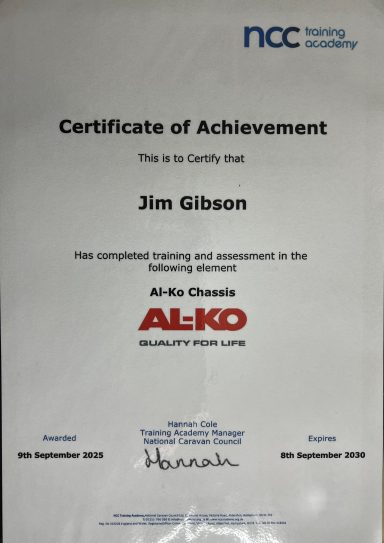 ncc training
academy
Certificate of Achievement
This is to Certify that
Jim Gibson
Has completed training and assessment in the
following element
Al-Ko Chassis
AL-KO
QUALITY FOR LIFE
Hannah Cole
Training Academy Manager
National Caravan Council
Awarded
9th September 2025
Hannah
Expires
8th September 2030